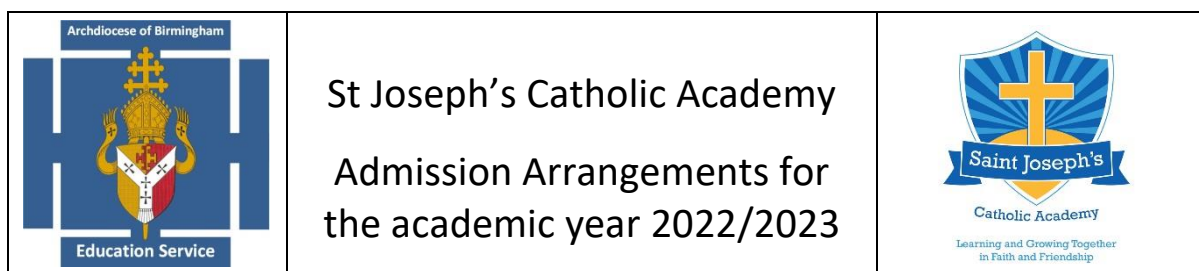 Archdiocese of Birmingham
Education Service
St Joseph’s Catholic Academy
Admission Arrangements for
the academic year 2022/2023
Saint Joseph's
Catholic Academy
Learning and Growing Together
in Faith and Friendship